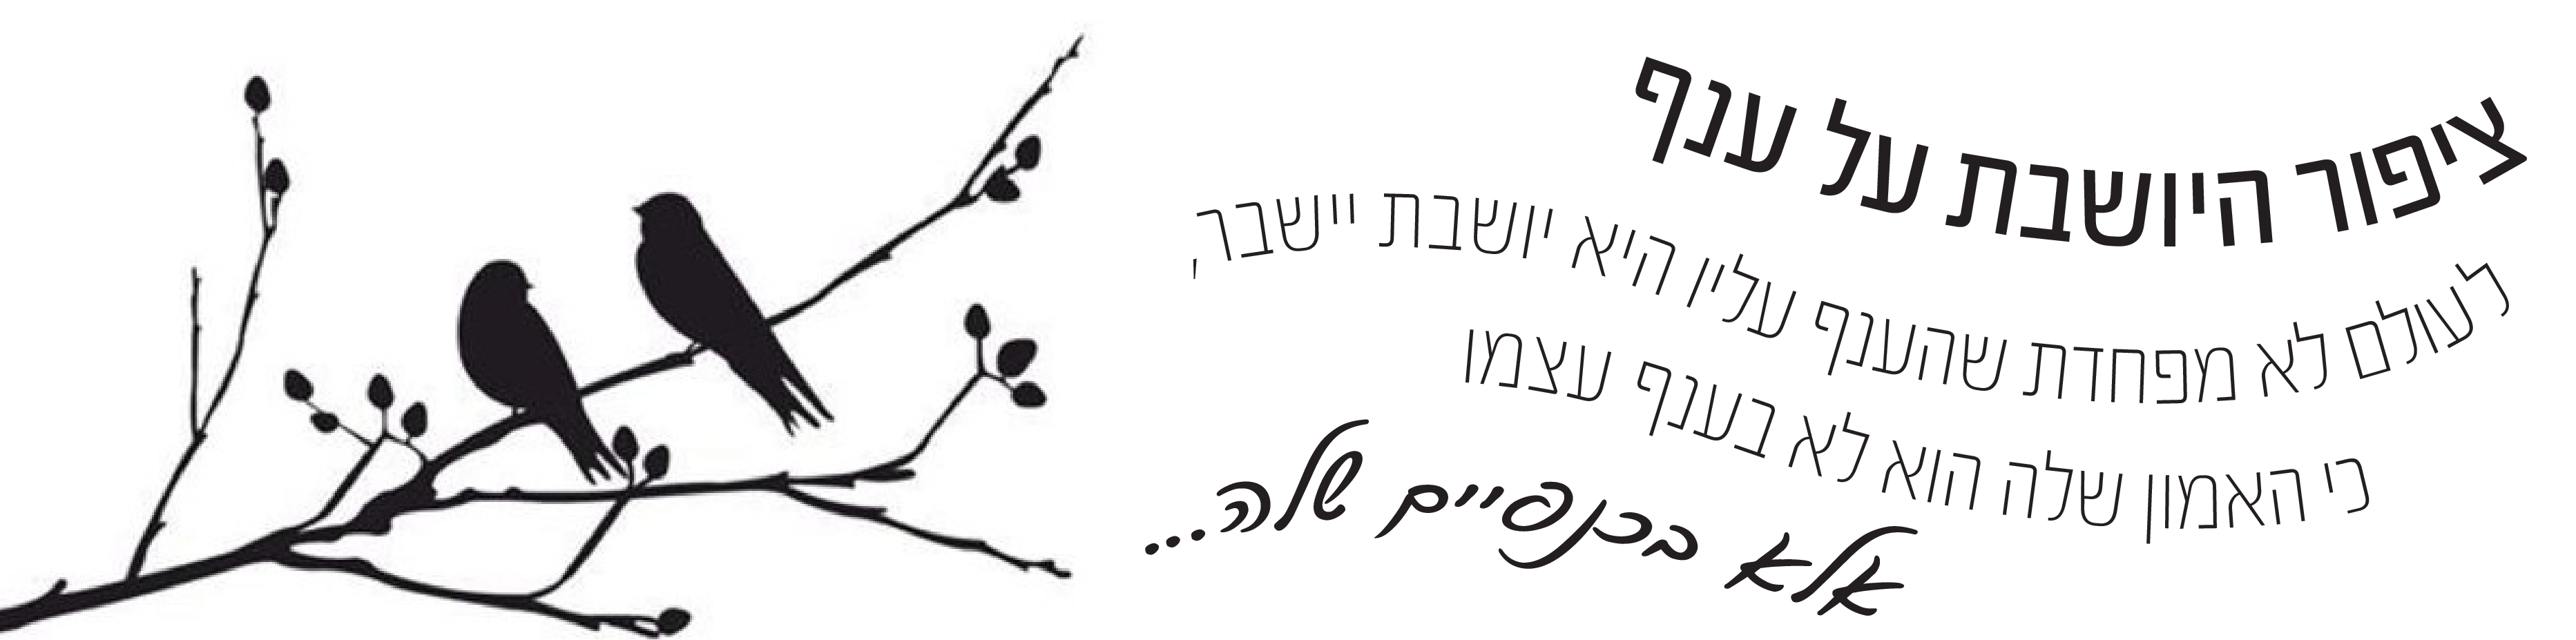 ציפור היושבת על ענף
לעולם לא מפחדת שהענף עליו היא יושבת יישבר,
כי האמון שלה הוא לא בענף עצמו
אלא בכנפיים שלה...